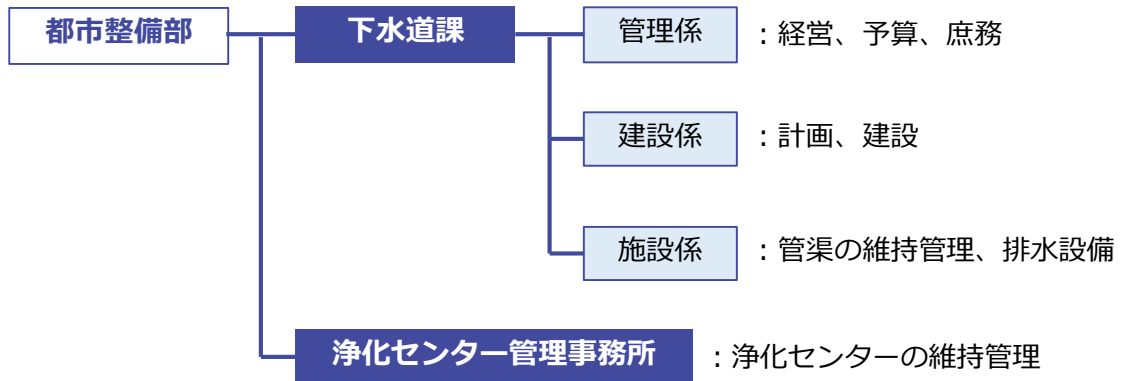 都市整備部
下水道課
管理係
：経営、予算、庶務
建設係
：計画、建設
施設係
：管渠の維持管理、排水設備
浄化センター管理事務所
：浄化センターの維持管理